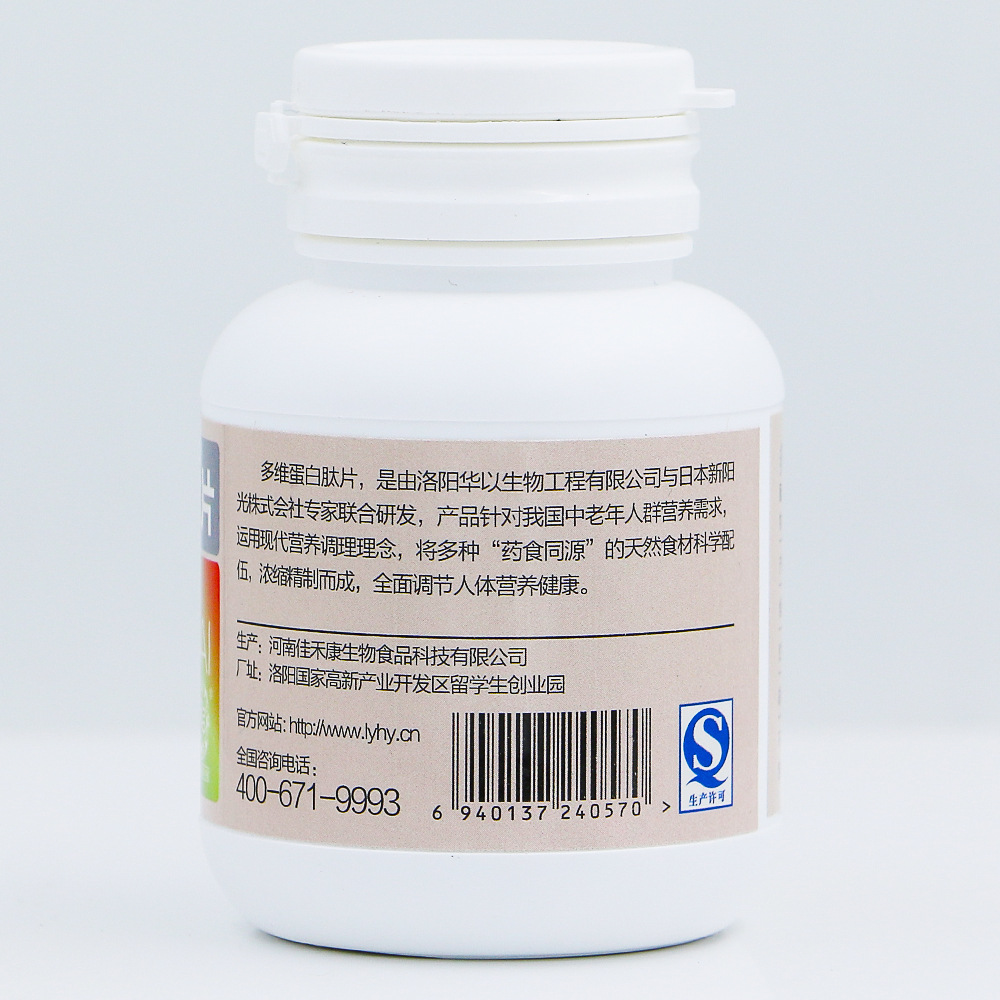 片
AI
多维蛋白肽片，是由洛阳华以生物工程有限公司与日本新阳
光株式会社专家联合研发，产品针对我国中老年人群营养需求，
运用现代营养调理理念，将多种“药食同源”的天然食材科学配
伍，浓缩精制而成，全面调节人体营养健康。
生产：河南佳禾康生物食品科技有限公司
厂址：洛阳国家高新产业开发区留学生创业园
官方网站: http://www.lyhy.cn
全国咨询电话：
400-671-9993
6 940137 240570 >
S
生产许可